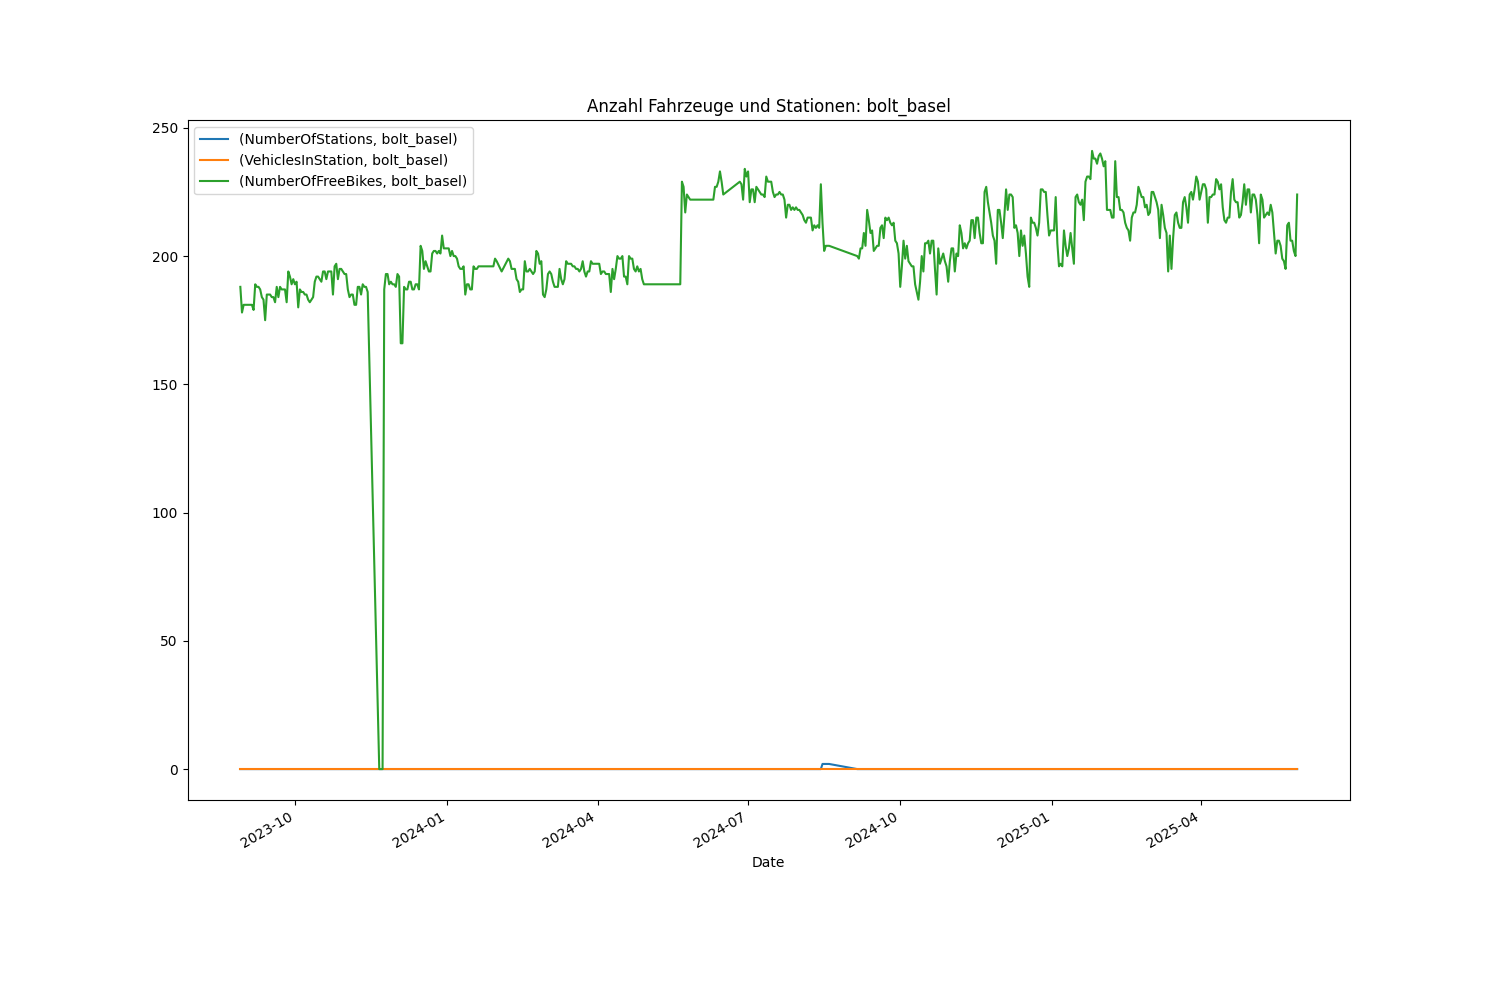 Anzahl Fahrzeuge und Stationen: bolt_basel
(NumberOfStations, bolt_basel)
(VehiclesInStation, bolt_basel)
(NumberOfFreeBikes, bolt_basel)
250
200
150
100
50
0
2023-10
2024-01
2024-04
2024-07
2024-10
2025-01
2025-04
Date